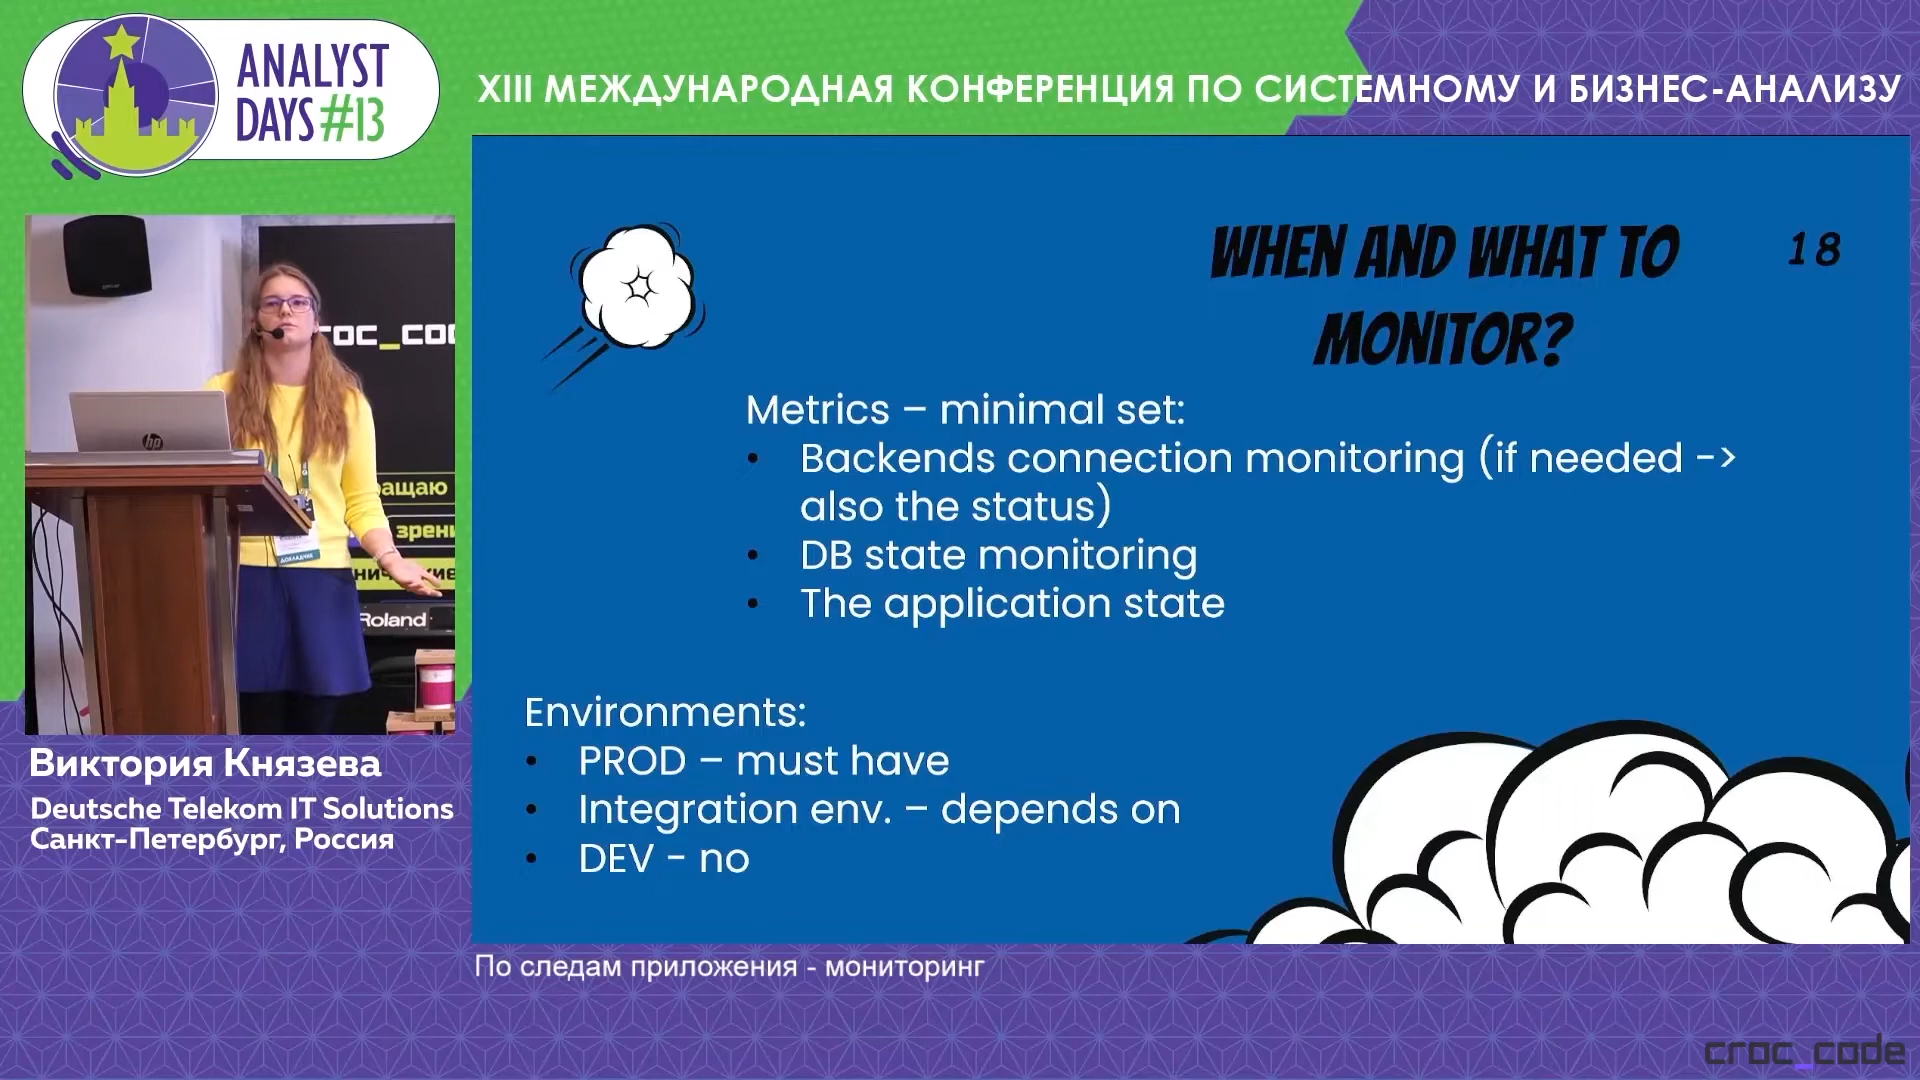 ANALYST
DAYS #13
XIII МЕЖДУНАРОДНАЯ КОНФЕРЕНЦИЯ ПО СИСТЕМНОМУ И БИЗНЕС-АНАЛИЗУ
WHEN AND WHAT TO
MONITOR?
18
Metrics – minimal set:
• Backends connection monitoring (if needed ->
also the status)
• DB state monitoring
• The application state
Environments:
• PROD – must have
• Integration env. – depends on
• DEV - no
hp
Roland
ДОКЛАДЧИК
Виктория Князева
Deutsche Telekom IT Solutions
Санкт-Петербург, Россия
По следам приложения - мониторинг
croc_code